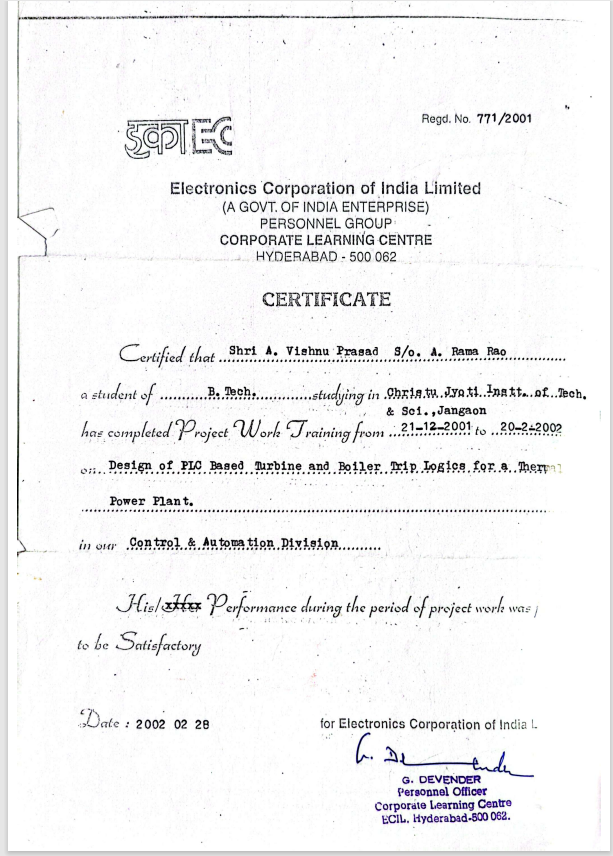 इका EC
Regd. No. 771/2001
Electronics Corporation of India Limited
(A GOVT. OF INDIA ENTERPRISE)
PERSONNEL GROUP
CORPORATE LEARNING CENTRE
HYDERABAD - 500 062
CERTIFICATE
Certified that Shri A. Vishnu Prasad S/o. A. Rama Rao
a student of B.Tech. studying in Christu Jyoti Instt. of Tech.
& Sci.,Jangaon
has completed Project Work Training from 21-12-2001 to 20-2-2002
on Design of PLC Based Turbine and Boiler Trip Logics for a Thermal
Power Plant.
in our Control & Automation Division
His/Her Performance during the period of project work was
to be Satisfactory
Date : 2002 02 28
for Electronics Corporation of India L
G. DEVENDER
Personnel Officer
Corporate Learning Centre
ECIL, Hyderabad-500 062.